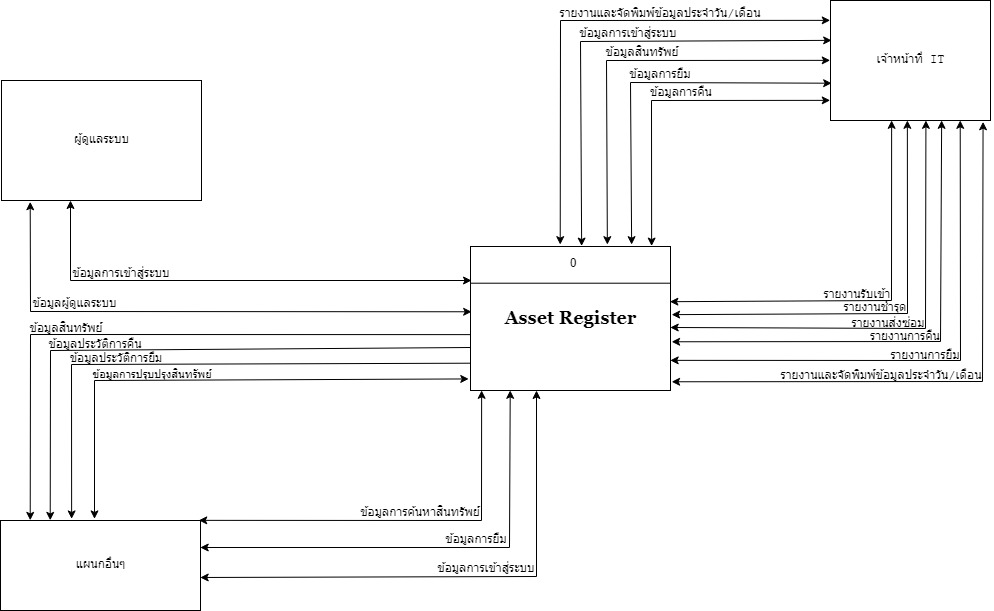 รายงานและจัดพิมพ์ข้อมูลประจำวัน/เดือน
ข้อมูลการเข้าสู่ระบบ
ข้อมูลสินทรัพย์
ข้อมูลการยืม
ข้อมูลการคืน
เจ้าหน้าที่ IT
ผู้ดูแลระบบ
ข้อมูลการเข้าสู่ระบบ
ข้อมูลผู้ดูแลระบบ
0
Asset Register
ข้อมูลสินทรัพย์
ข้อมูลประวัติการคืน
ข้อมูลประวัติการยืม
ข้อมูลการปรุบปรุงสินทรัพย์
รายงานรับเข้า
รายงานชำรุด
รายงานส่งซ่อม
รายงานการคืน
รายงานการยืม
รายงานและจัดพิมพ์ข้อมูลประจำวัน/เดือน
ข้อมูลการค้นหาสินทรัพย์
ข้อมูลการยืม
ข้อมูลการเข้าสู่ระบบ
แผนกอื่นๆ